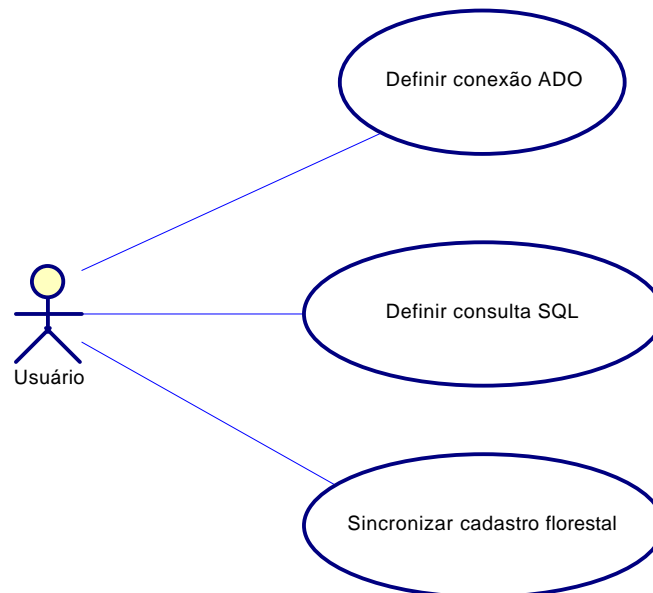 Definir conexão ADO
Definir consulta SQL
Usuário
Sincronizar cadastro florestal